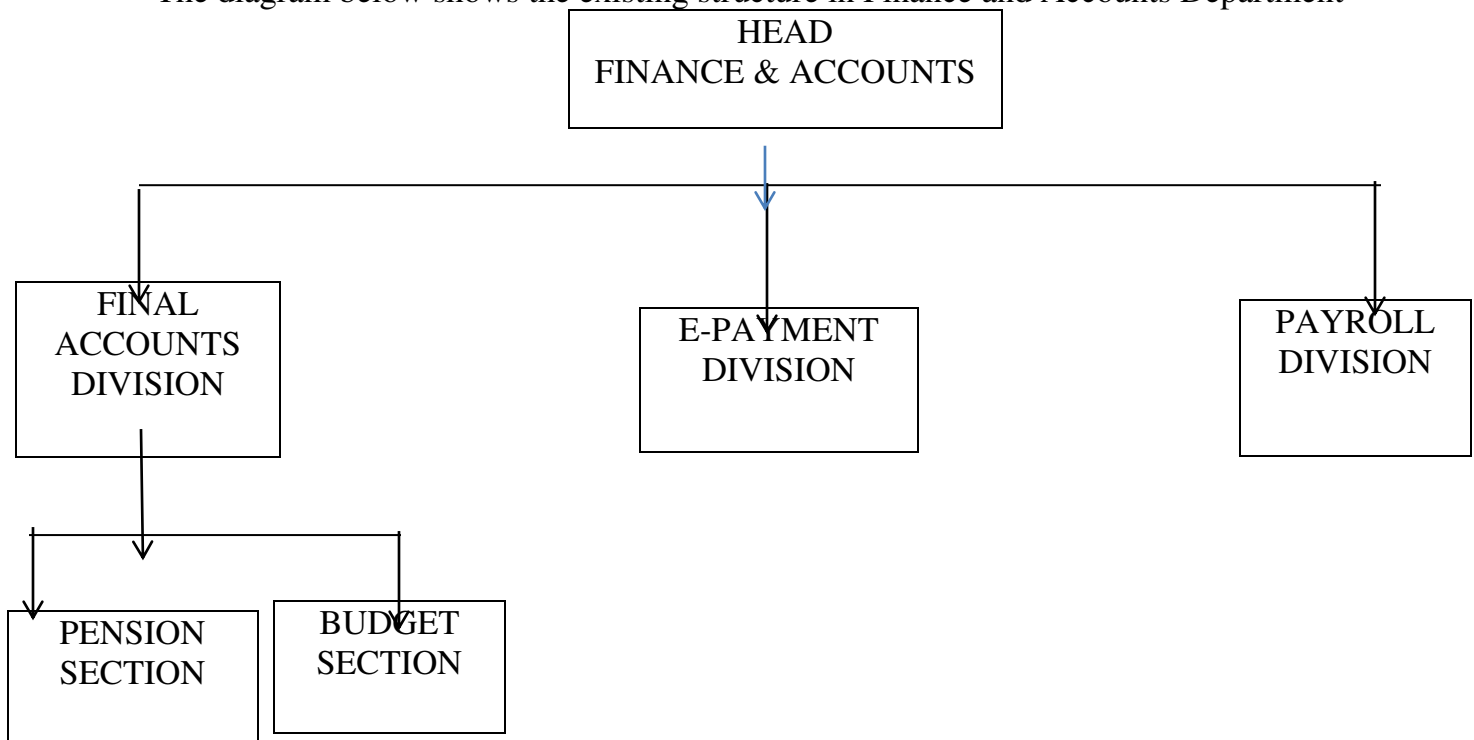 The diagram below shows the existing structure in Finance and Accounts Department
HEAD
FINANCE & ACCOUNTS
FINAL
ACCOUNTS
DIVISION
E-PAYMENT
DIVISION
PAYROLL
DIVISION
PENSION
SECTION
BUDGET
SECTION